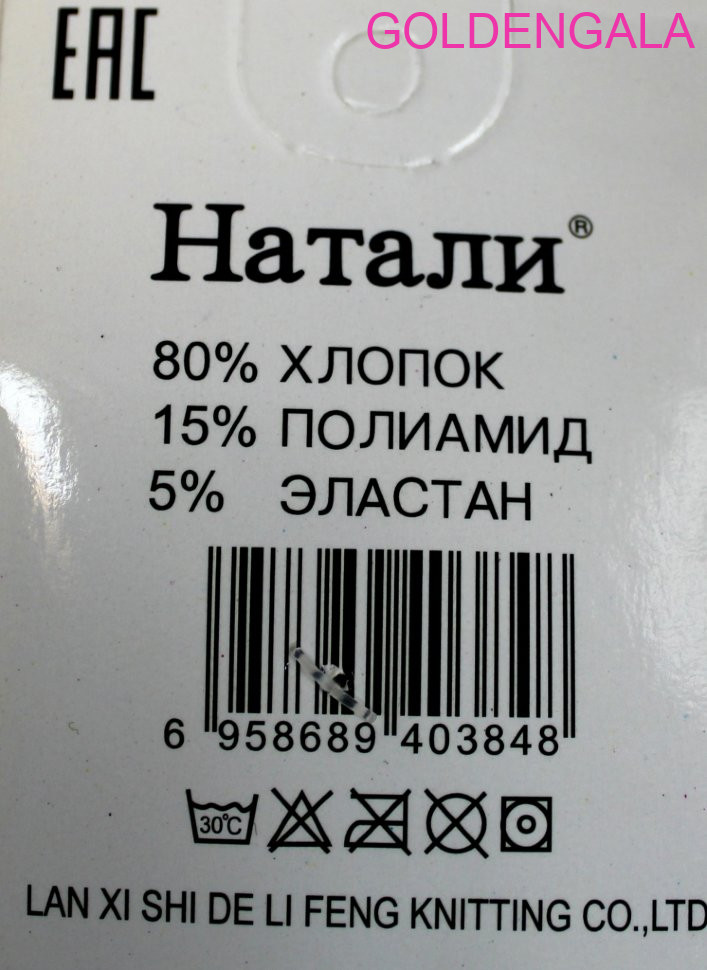 GOLDENGALA
EAC
Натали®
80% ХЛОПОК
15% ПОЛИАМИД
5% ЭЛАСТАН
6 958689 403848
30°C
LAN XI SHI DE LI FENG KNITTING CO.,LTD